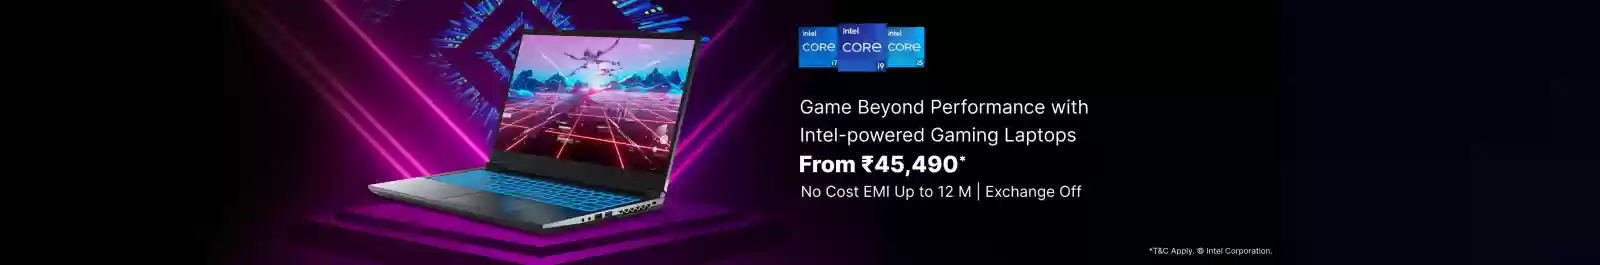 intel intel intel
CORE CORE CORE
i7 i9 i5
Game Beyond Performance with
Intel-powered Gaming Laptops
From ₹45,490*
No Cost EMI Up to 12 M | Exchange Off
*T&C Apply. © Intel Corporation.